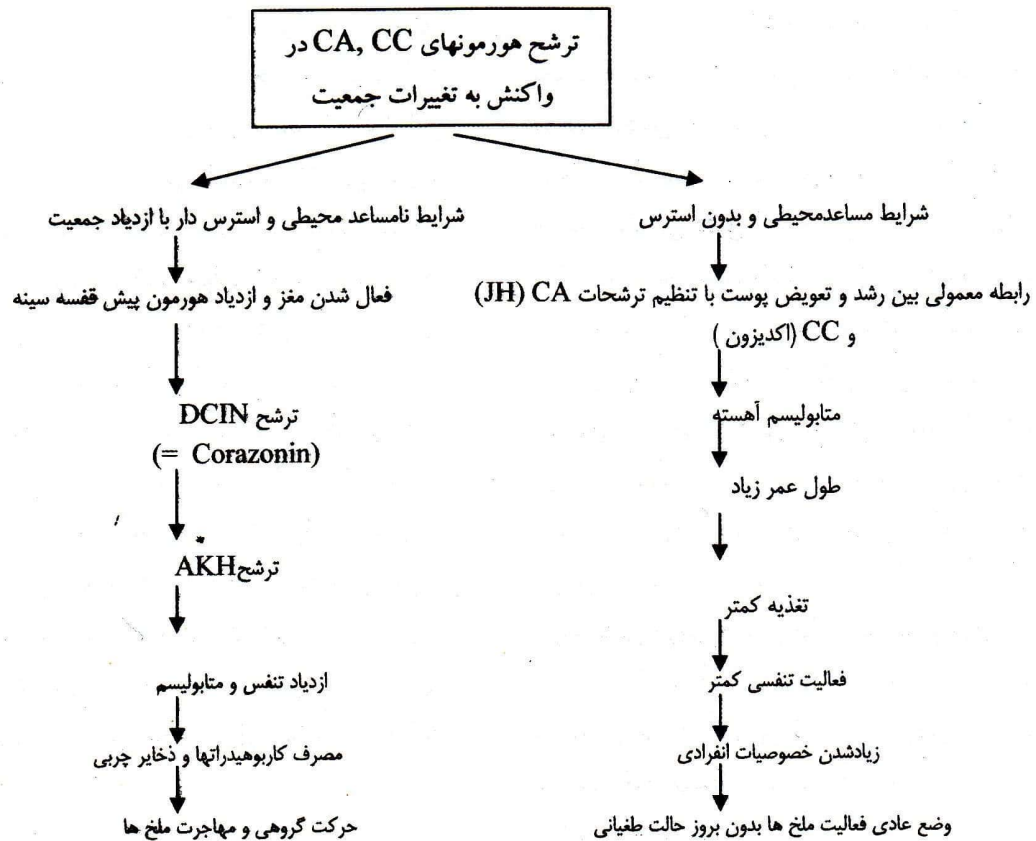 ترشح هورمونهای CA, CC در
واکنش به تغییرات جمعیت
شرایط مساعدمحیطی و بدون استرس
رابطه معمولی بین رشد و تعویض پوست با تنظیم ترشحات CA (JH)
و CC (اکدیزون )
متابولیسم آهسته
طول عمر زیاد
تغذیه کمتر
فعالیت تنفسی کمتر
زیادشدن خصوصیات انفرادی
وضع عادی فعالیت ملخ ها بدون بروز حالت طغیانی
شرایط نامساعد محیطی و استرس دار با ازدیاد جمعیت
فعال شدن مغز و ازدیاد هورمون پیش قفسه سینه
ترشح DCIN
(= Corazonin)
ترشحAKH
ازدیاد تنفس و متابولیسم
مصرف کاربوهیدراتها و ذخایر چربی
حرکت گروهی و مهاجرت ملخ ها